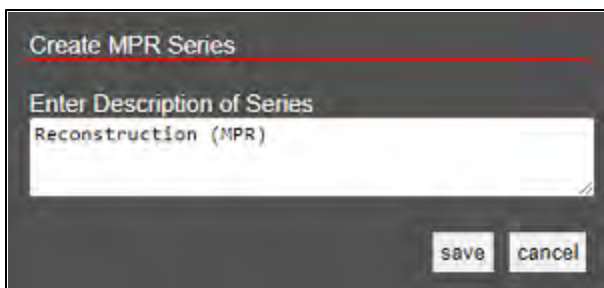 Create MPR Series
Enter Description of Series
Reconstruction (MPR)
save cancel